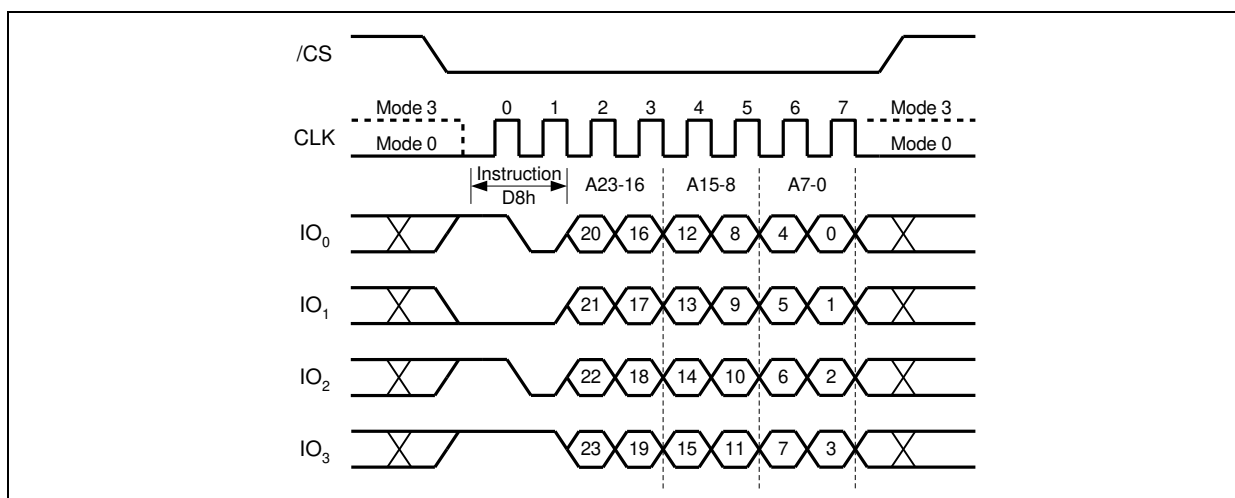 /CS
Mode 3 0 1 2 3 4 5 6 7 Mode 3
CLK Mode 0 Mode 0
Instruction A23-16 A15-8 A7-0
D8h
IO0 20 16 12 8 4 0
IO1 21 17 13 9 5 1
IO2 22 18 14 10 6 2
IO3 23 19 15 11 7 3